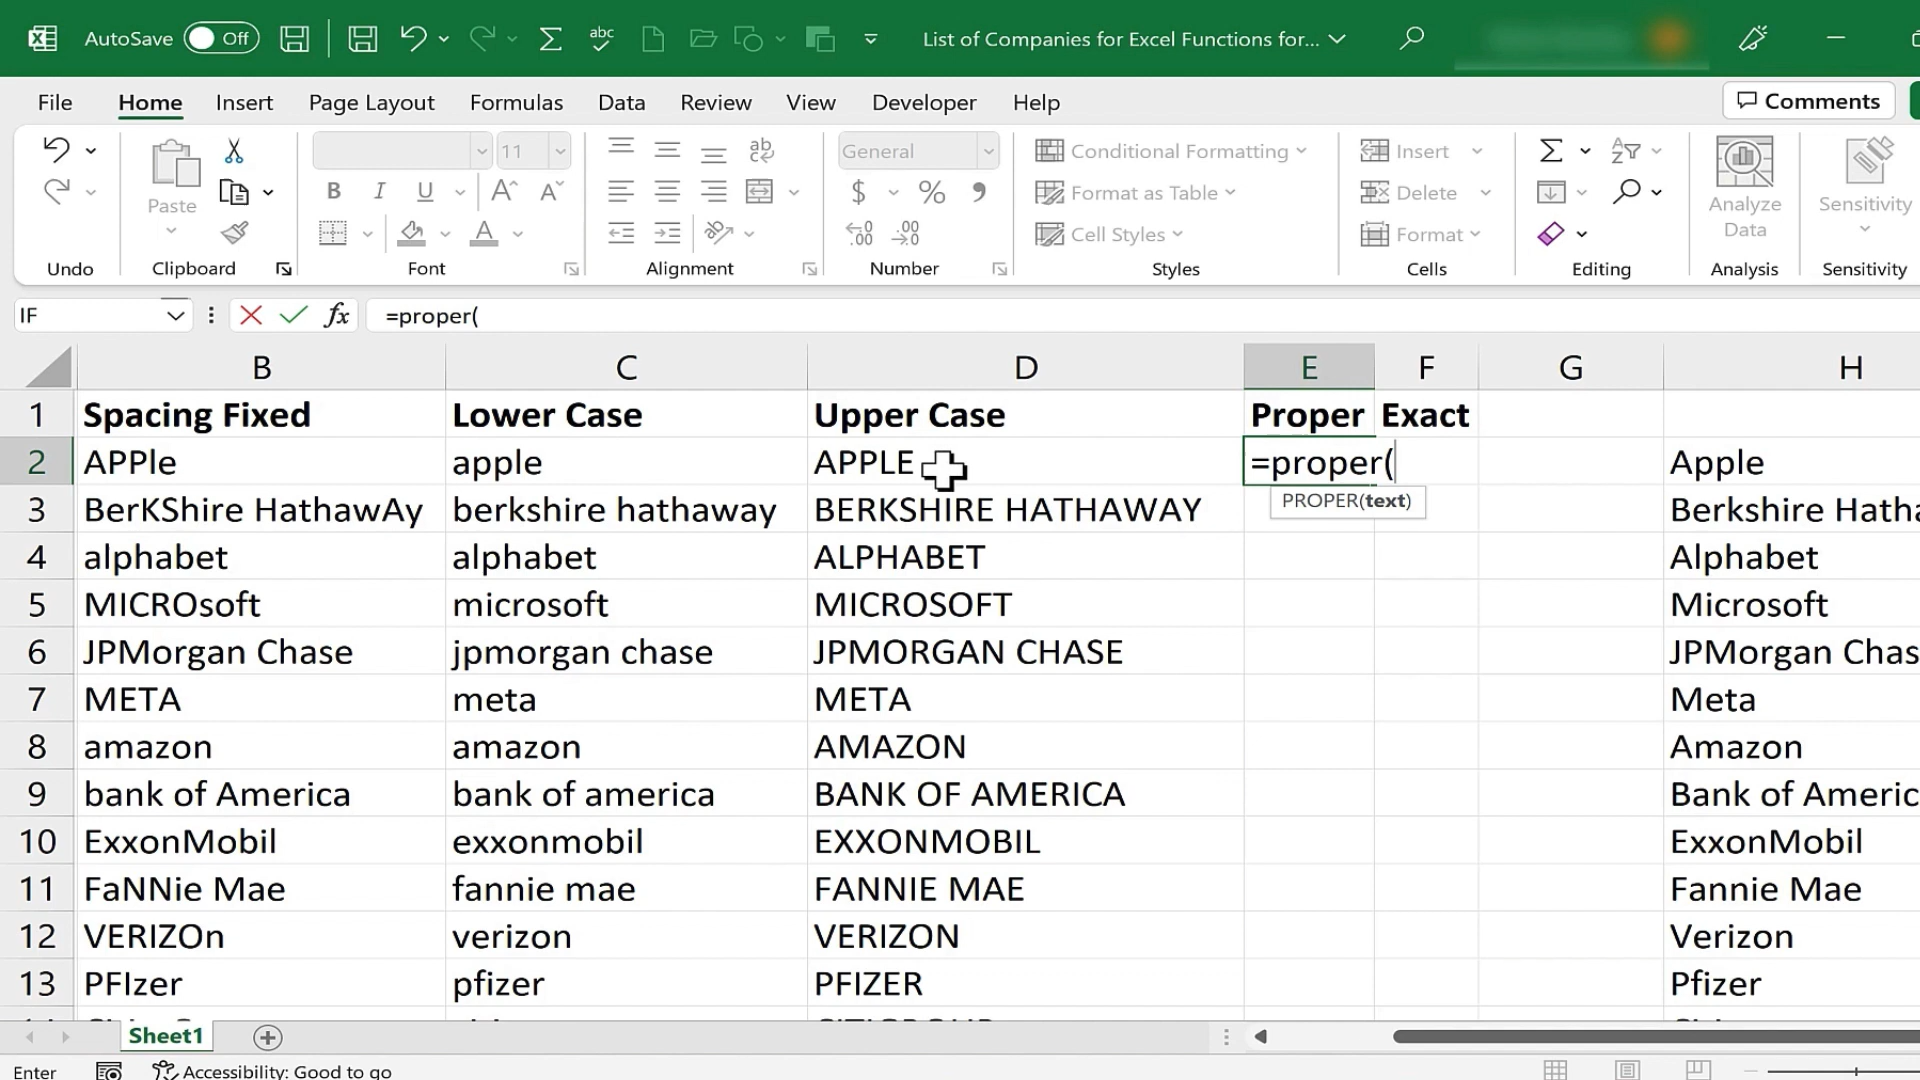 AutoSave Off abc List of Companies for Excel Functions for...
File Home Insert Page Layout Formulas Data Review View Developer Help Comments
Undo
Paste
Clipboard
11
B I U A A
A
Font
ab
Alignment
General
$ % 9
.00 .00
Number
Conditional Formatting
Format as Table
Cell Styles
Styles
Insert
Delete
Format
Cells
Editing
Analyze
Data
Analysis
Sensitivity
Sensitivity
IF fx =proper(
B C D E F G H
1 Spacing Fixed Lower Case Upper Case Proper Exact
2 APPle apple APPLE =proper( Apple
PROPER(text)
3 BerKShire HathawAy berkshire hathaway BERKSHIRE HATHAWAY Berkshire Hatha
4 alphabet alphabet ALPHABET Alphabet
5 MICROsoft microsoft MICROSOFT Microsoft
6 JPMorgan Chase jpmorgan chase JPMORGAN CHASE JPMorgan Chas
7 META meta META Meta
8 amazon amazon AMAZON Amazon
9 bank of America bank of america BANK OF AMERICA Bank of Americ
10 ExxonMobil exxonmobil EXXONMOBIL ExxonMobil
11 FaNNie Mae fannie mae FANNIE MAE Fannie Mae
12 VERIZOn verizon VERIZON Verizon
13 PFIzer pfizer PFIZER Pfizer
Sheet1
Enter Accessibility: Good to go